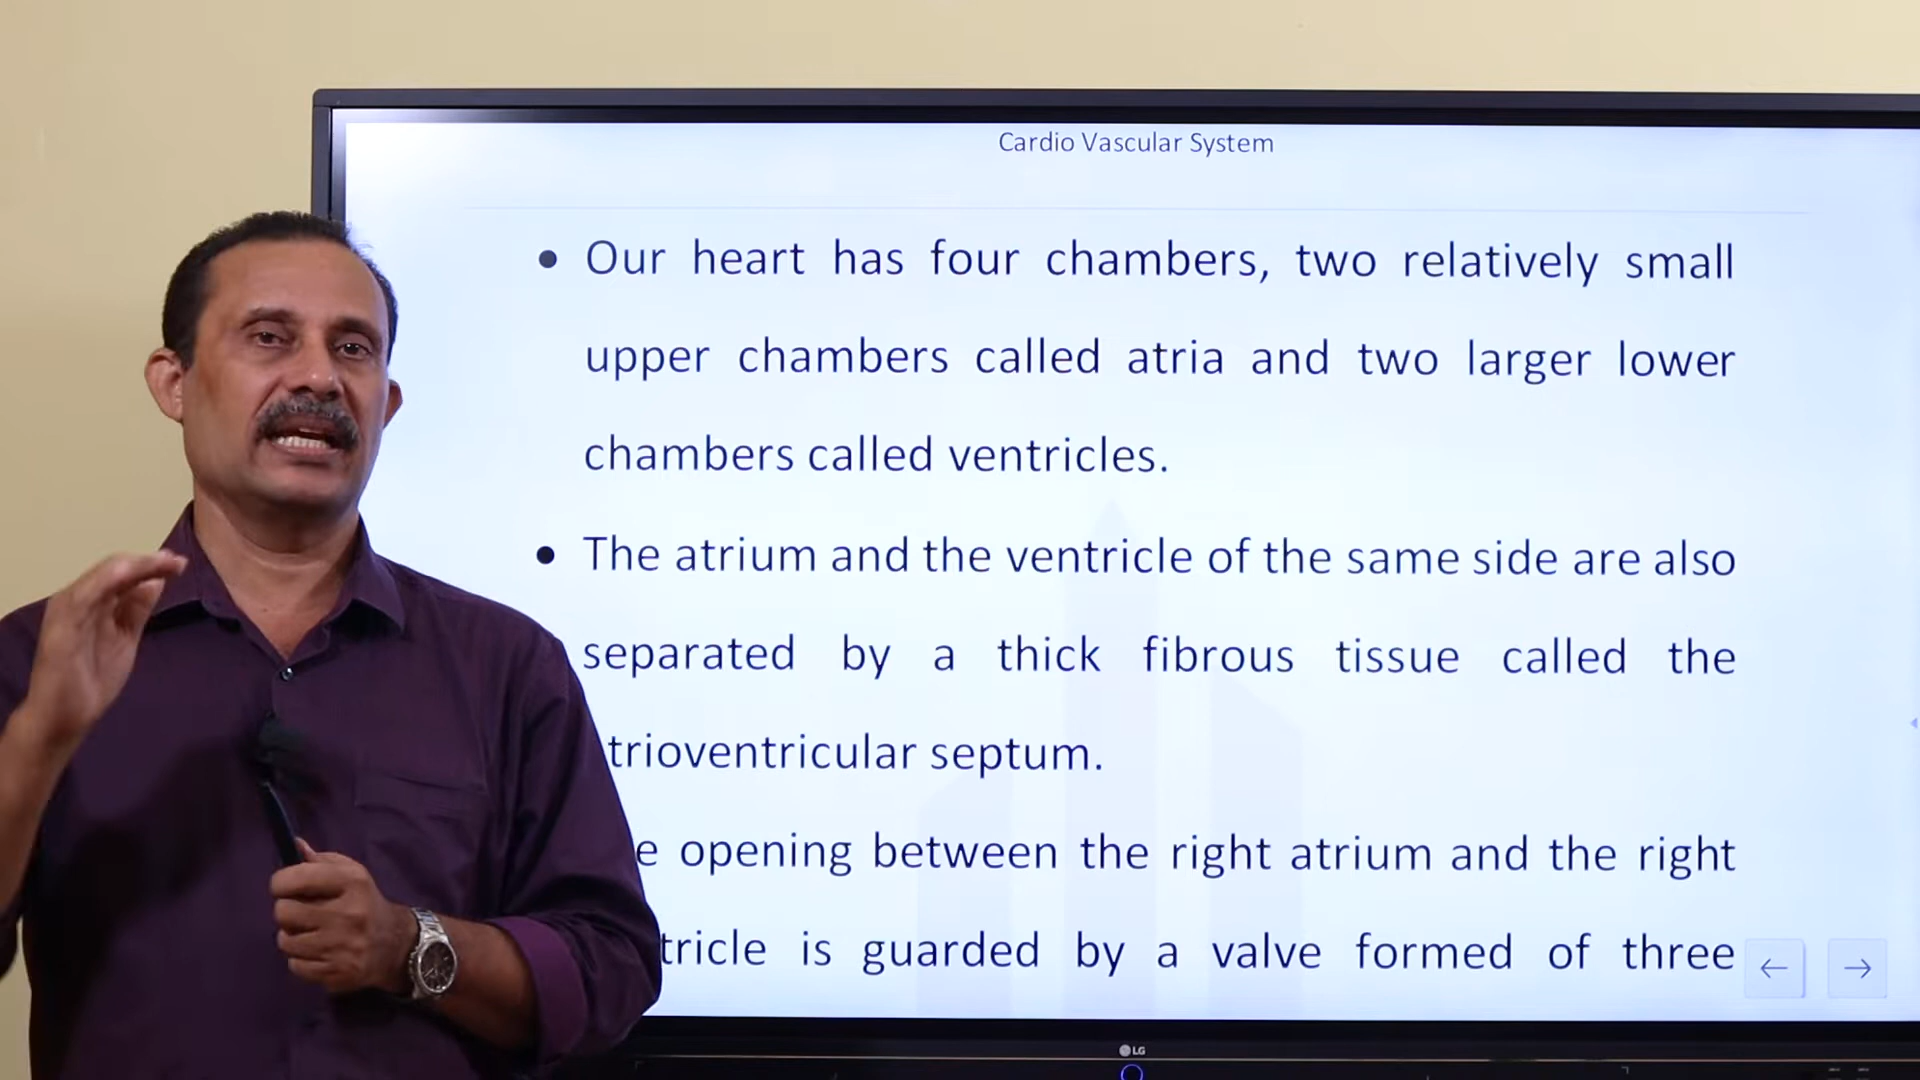 Cardio Vascular System
• Our heart has four chambers, two relatively small
upper chambers called atria and two larger lower
chambers called ventricles.
• The atrium and the ventricle of the same side are also
separated by a thick fibrous tissue called the
trioventricular septum.
e opening between the right atrium and the right
tricle is guarded by a valve formed of three
LG